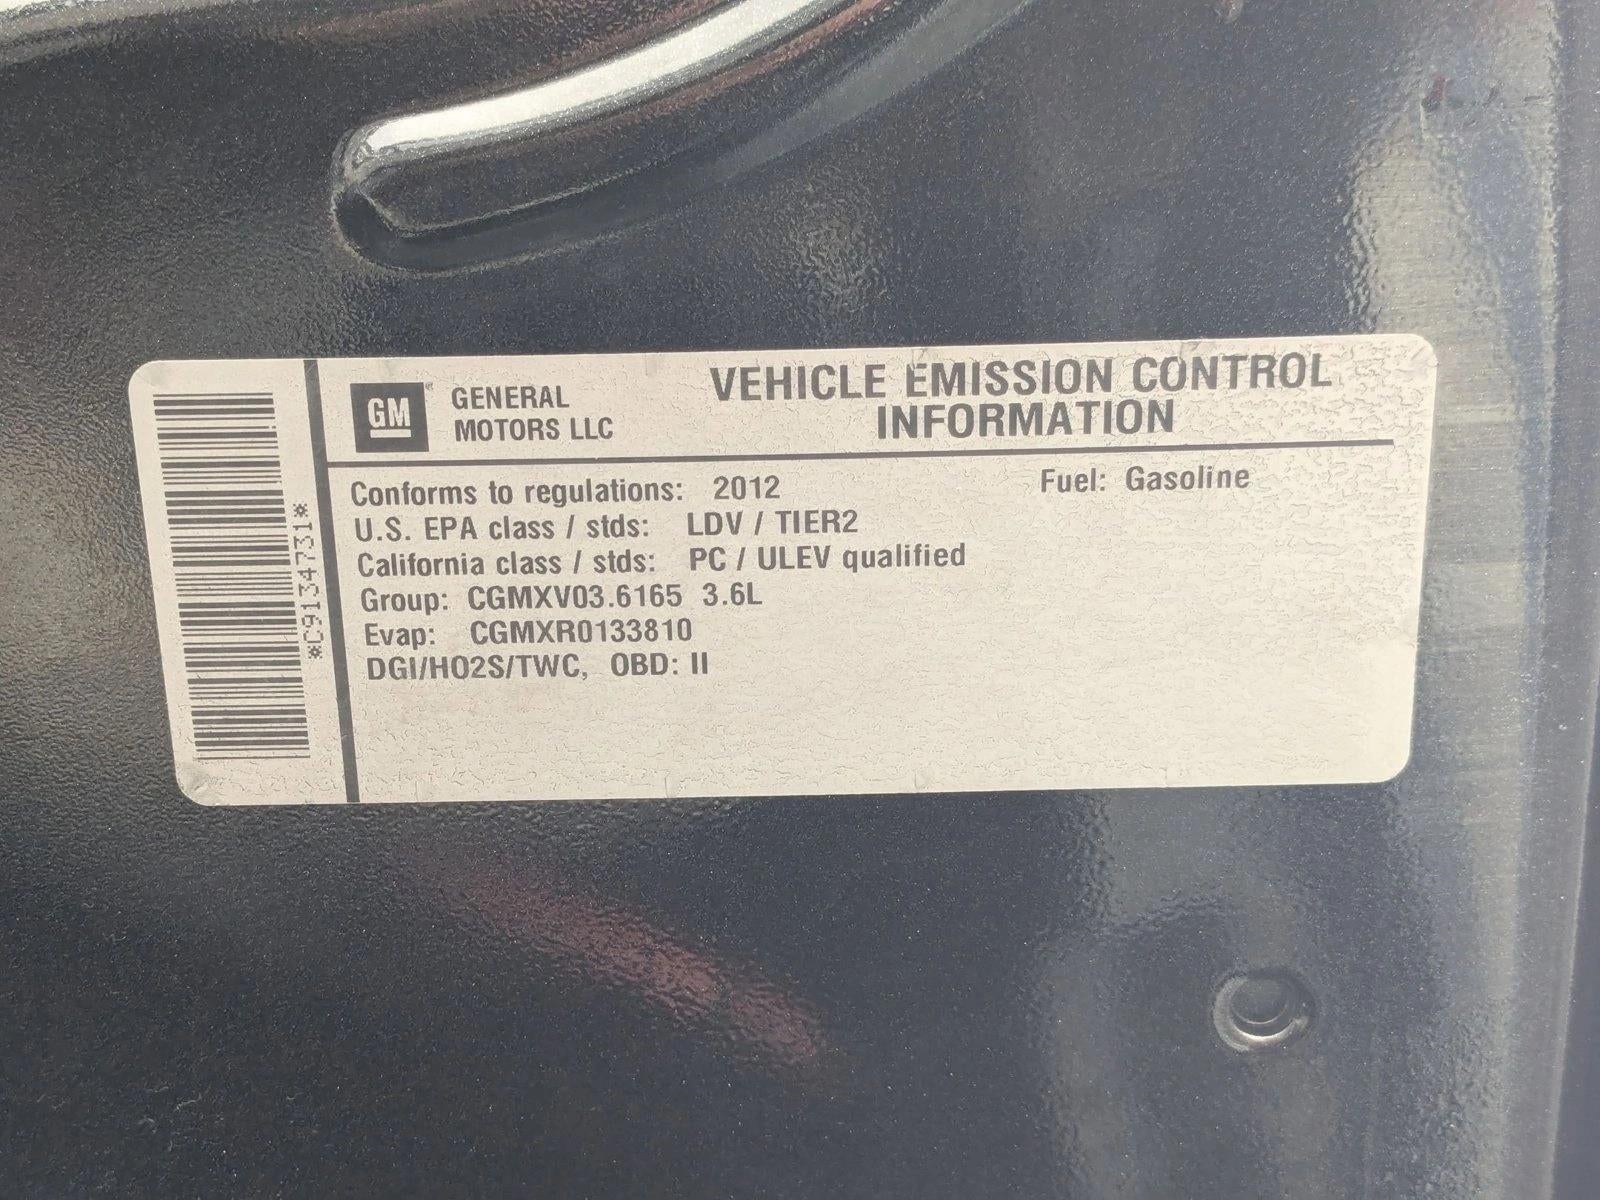 *C9134731*
GM GENERAL
MOTORS LLC
VEHICLE EMISSION CONTROL
INFORMATION
Conforms to regulations: 2012 Fuel: Gasoline
U.S. EPA class / stds: LDV / TIER2
California class / stds: PC / ULEV qualified
Group: CGMXV03.6165 3.6L
Evap: CGMXR0133810
DGI/HO2S/TWC, OBD: II